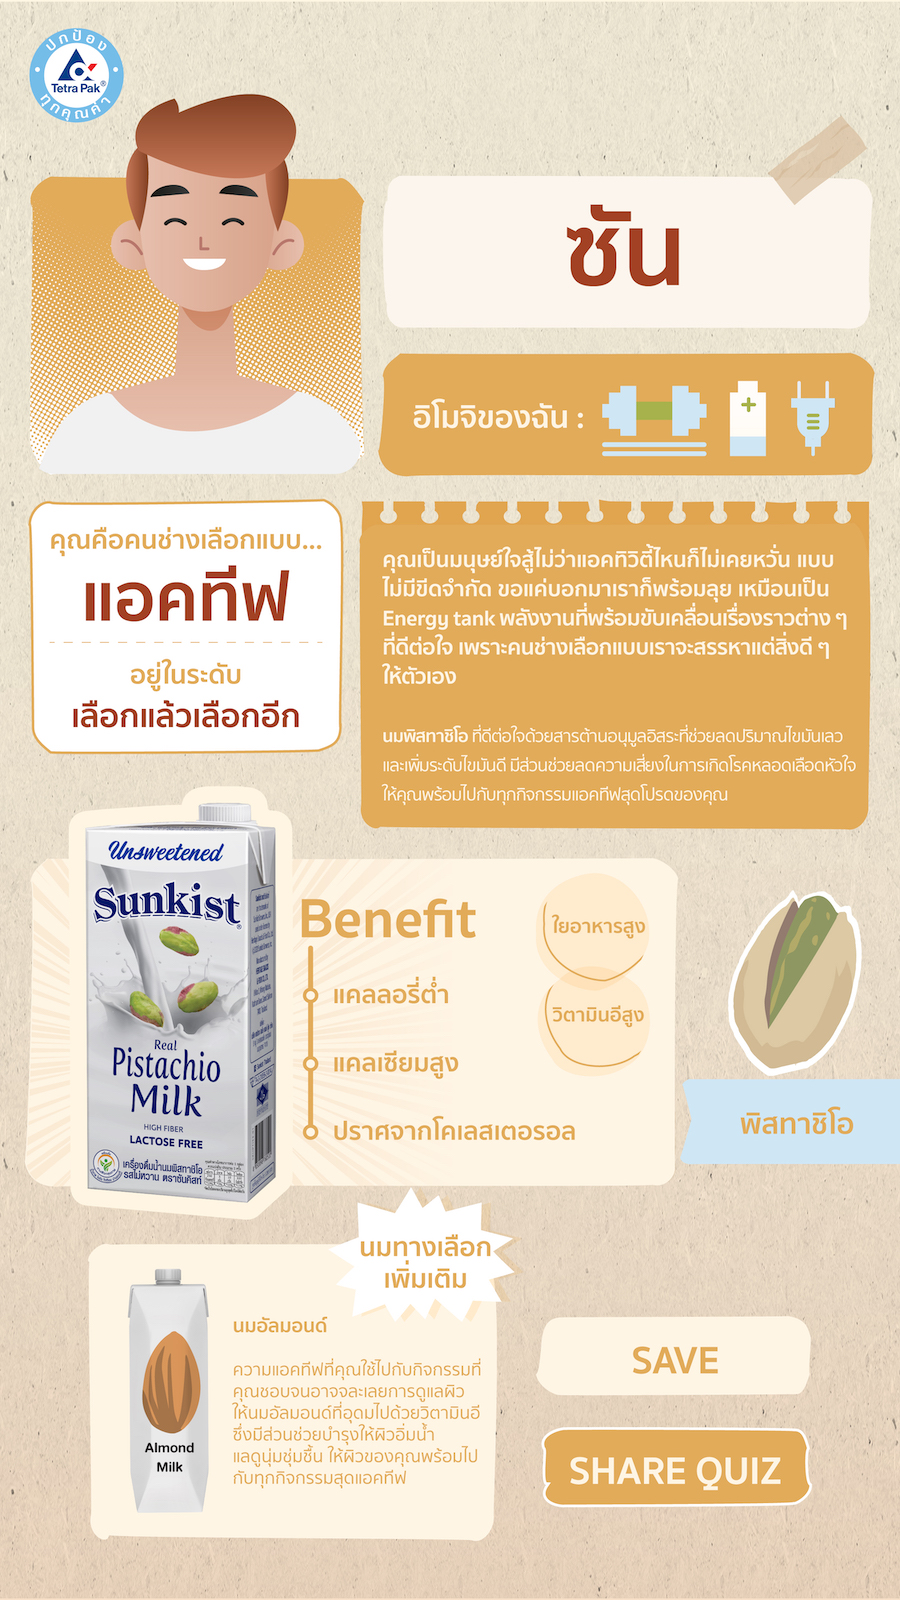 ปกป้อง
Tetra Pak®
ทุกคุณค่า
ซัน
อิโมจิของฉัน :
คุณคือคนช่างเลือกแบบ...
แอคทีฟ
อยู่ในระดับ
เลือกแล้วเลือกอีก
คุณเป็นมนุษย์ใจสู้ไม่ว่าแอคทิวิตี้ไหนก็ไม่เคยหวั่น แบบ
ไม่มีขีดจำกัด ขอแค่บอกมาเราก็พร้อมลุย เหมือนเป็น
Energy tank พลังงานที่พร้อมขับเคลื่อนเรื่องราวต่าง ๆ
ที่ดีต่อใจ เพราะคนช่างเลือกแบบเราจะสรรหาแต่สิ่งดี ๆ
ให้ตัวเอง
นมพิสทาชิโอ ที่ดีต่อใจด้วยสารต้านอนุมูลอิสระที่ช่วยลดปริมาณไขมันเลว
และเพิ่มระดับไขมันดี มีส่วนช่วยลดความเสี่ยงในการเกิดโรคหลอดเลือดหัวใจ
ให้คุณพร้อมไปกับทุกกิจกรรมแอคทีฟสุดโปรดของคุณ
Unsweetened
Sunkist®
Real
Pistachio
Milk
HIGH FIBER
LACTOSE FREE
เครื่องดื่มน้ำนมพิสทาชิโอ
รสไม่หวาน ตราซันคิสท์
Benefit
แคลลอรี่ต่ำ
แคลเซียมสูง
ปราศจากโคเลสเตอรอล
ใยอาหารสูง
วิตามินอีสูง
พิสทาชิโอ
นมทางเลือก
เพิ่มเติม
Almond
Milk
นมอัลมอนด์
ความแอคทีฟที่คุณใช้ไปกับกิจกรรมที่
คุณชอบจนอาจจละเลยการดูแลผิว
ให้นมอัลมอนด์ที่อุดมไปด้วยวิตามินอี
ซึ่งมีส่วนช่วยบำรุงให้ผิวอิ่มน้ำ
แลดูนุ่มชุ่มชื้น ให้ผิวของคุณพร้อมไป
กับทุกกิจกรรมสุดแอคทีฟ
SAVE
SHARE QUIZ